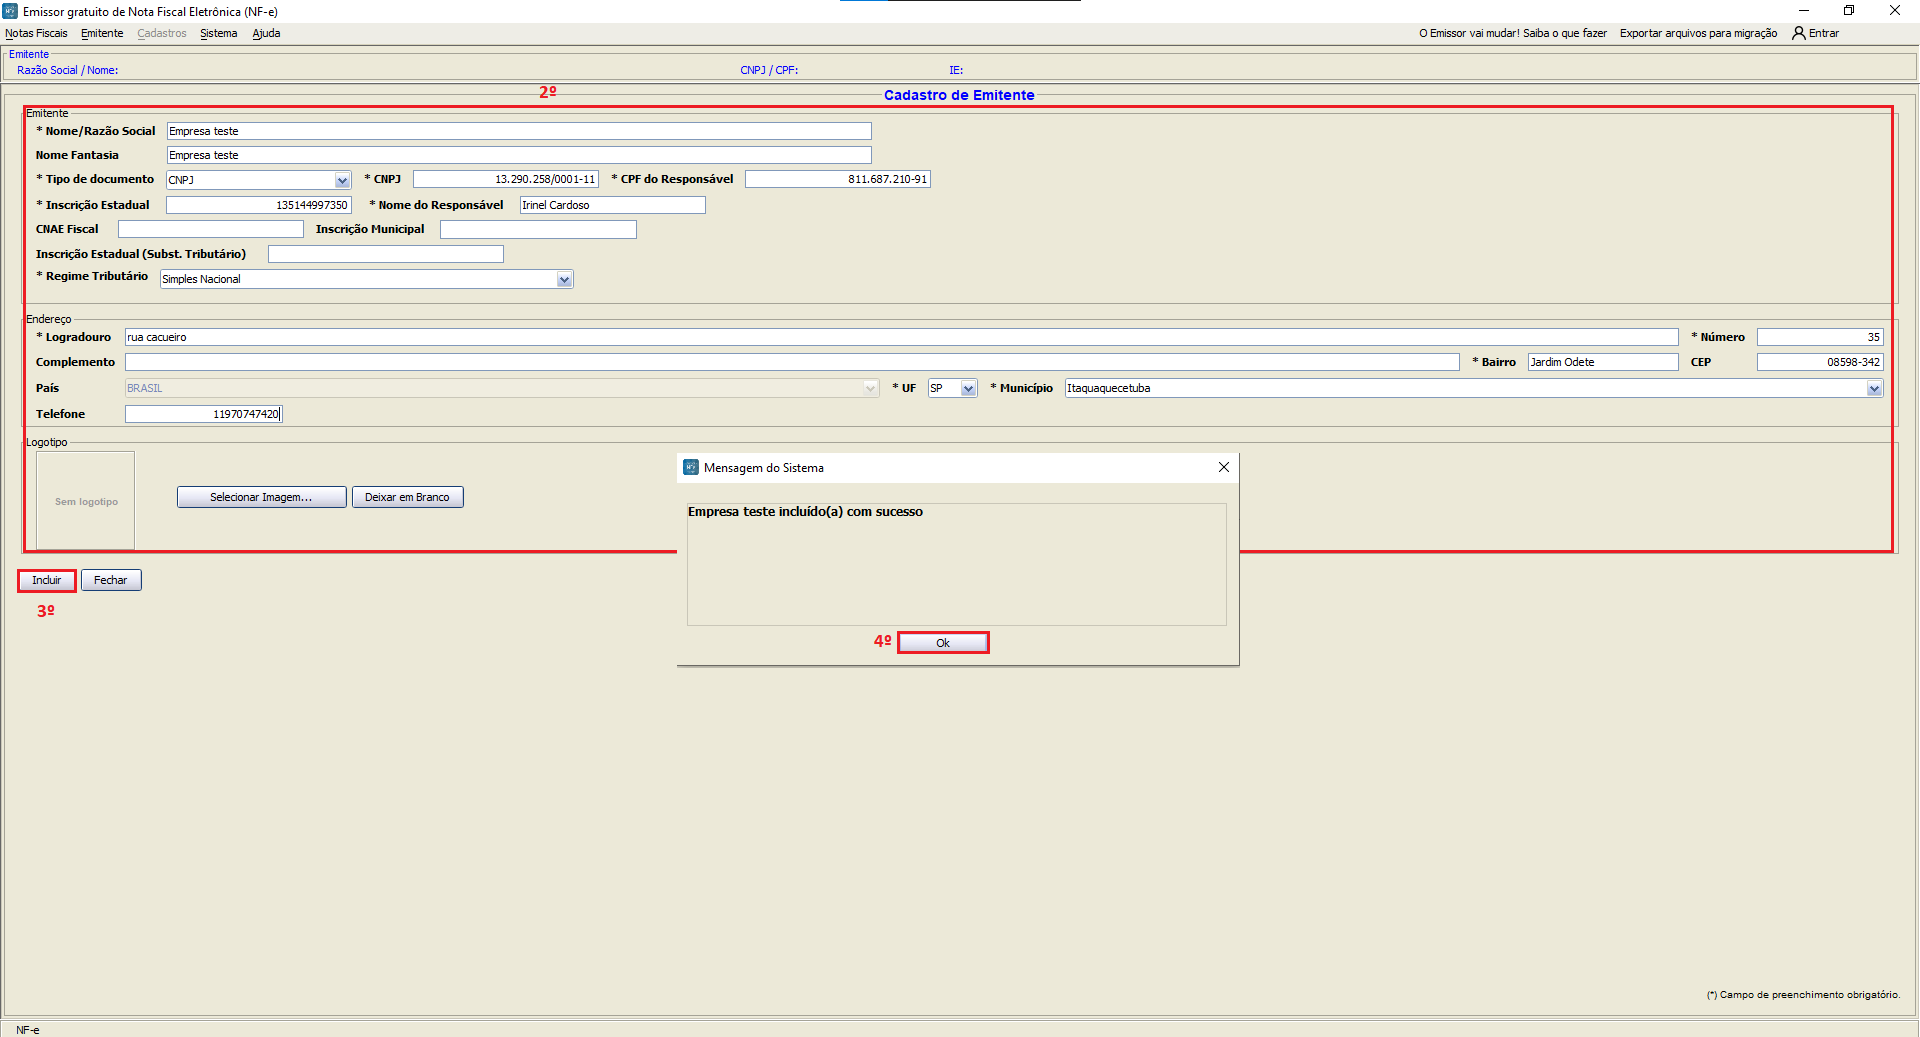 Emissor gratuito de Nota Fiscal Eletrônica (NF-e)
Notas Fiscais Emitente Cadastros Sistema Ajuda O Emissor vai mudar! Saiba o que fazer Exportar arquivos para migração Entrar
Emitente
Razão Social / Nome: CNPJ / CPF: IE:
2º
Cadastro de Emitente
Emitente
* Nome/Razão Social Empresa teste
Nome Fantasia Empresa teste
* Tipo de documento CNPJ * CNPJ 13.290.258/0001-11 * CPF do Responsável 811.687.210-91
* Inscrição Estadual 135144997350 * Nome do Responsável Irinel Cardoso
CNAE Fiscal Inscrição Municipal
Inscrição Estadual (Subst. Tributário)
* Regime Tributário Simples Nacional
Endereço
* Logradouro rua cacueiro * Número 35
Complemento * Bairro Jardim Odete CEP 08598-342
País BRASIL * UF SP * Município Itaquaquecetuba
Telefone 11970747420
Logotipo
Sem logotipo Selecionar Imagem... Deixar em Branco
Mensagem do Sistema
Empresa teste incluído(a) com sucesso
Incluir Fechar
3º
4º Ok
(*) Campo de preenchimento obrigatório.
NF-e